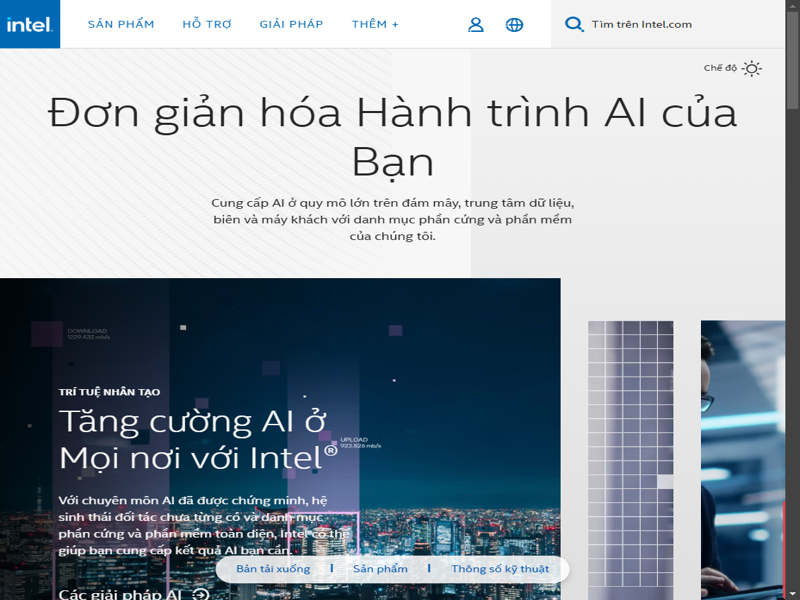 intel.
SẢN PHẨM
HỖ TRỢ
GIẢI PHÁP
THÊM +
Tìm trên Intel.com
Chế độ
Đơn giản hóa Hành trình AI của
Bạn
Cung cấp AI ở quy mô lớn trên đám mây, trung tâm dữ liệu,
biên và máy khách với danh mục phần cứng và phần mềm
của chúng tôi.
DOWNLOAD
1229.632 mb/s
TRÍ TUỆ NHÂN TẠO
Tăng cường AI ở
Mọi nơi với Intel®
UPLOAD
923.826 mb/s
Với chuyên môn AI đã được chứng minh, hệ
sinh thái đối tác chưa từng có và danh mục
phần cứng và phần mềm toàn diện, Intel có thể
giúp bạn cung cấp kết quả AI bạn cần.
Bản tải xuống
Sản phẩm
Thông số kỹ thuật
Các giải pháp AI